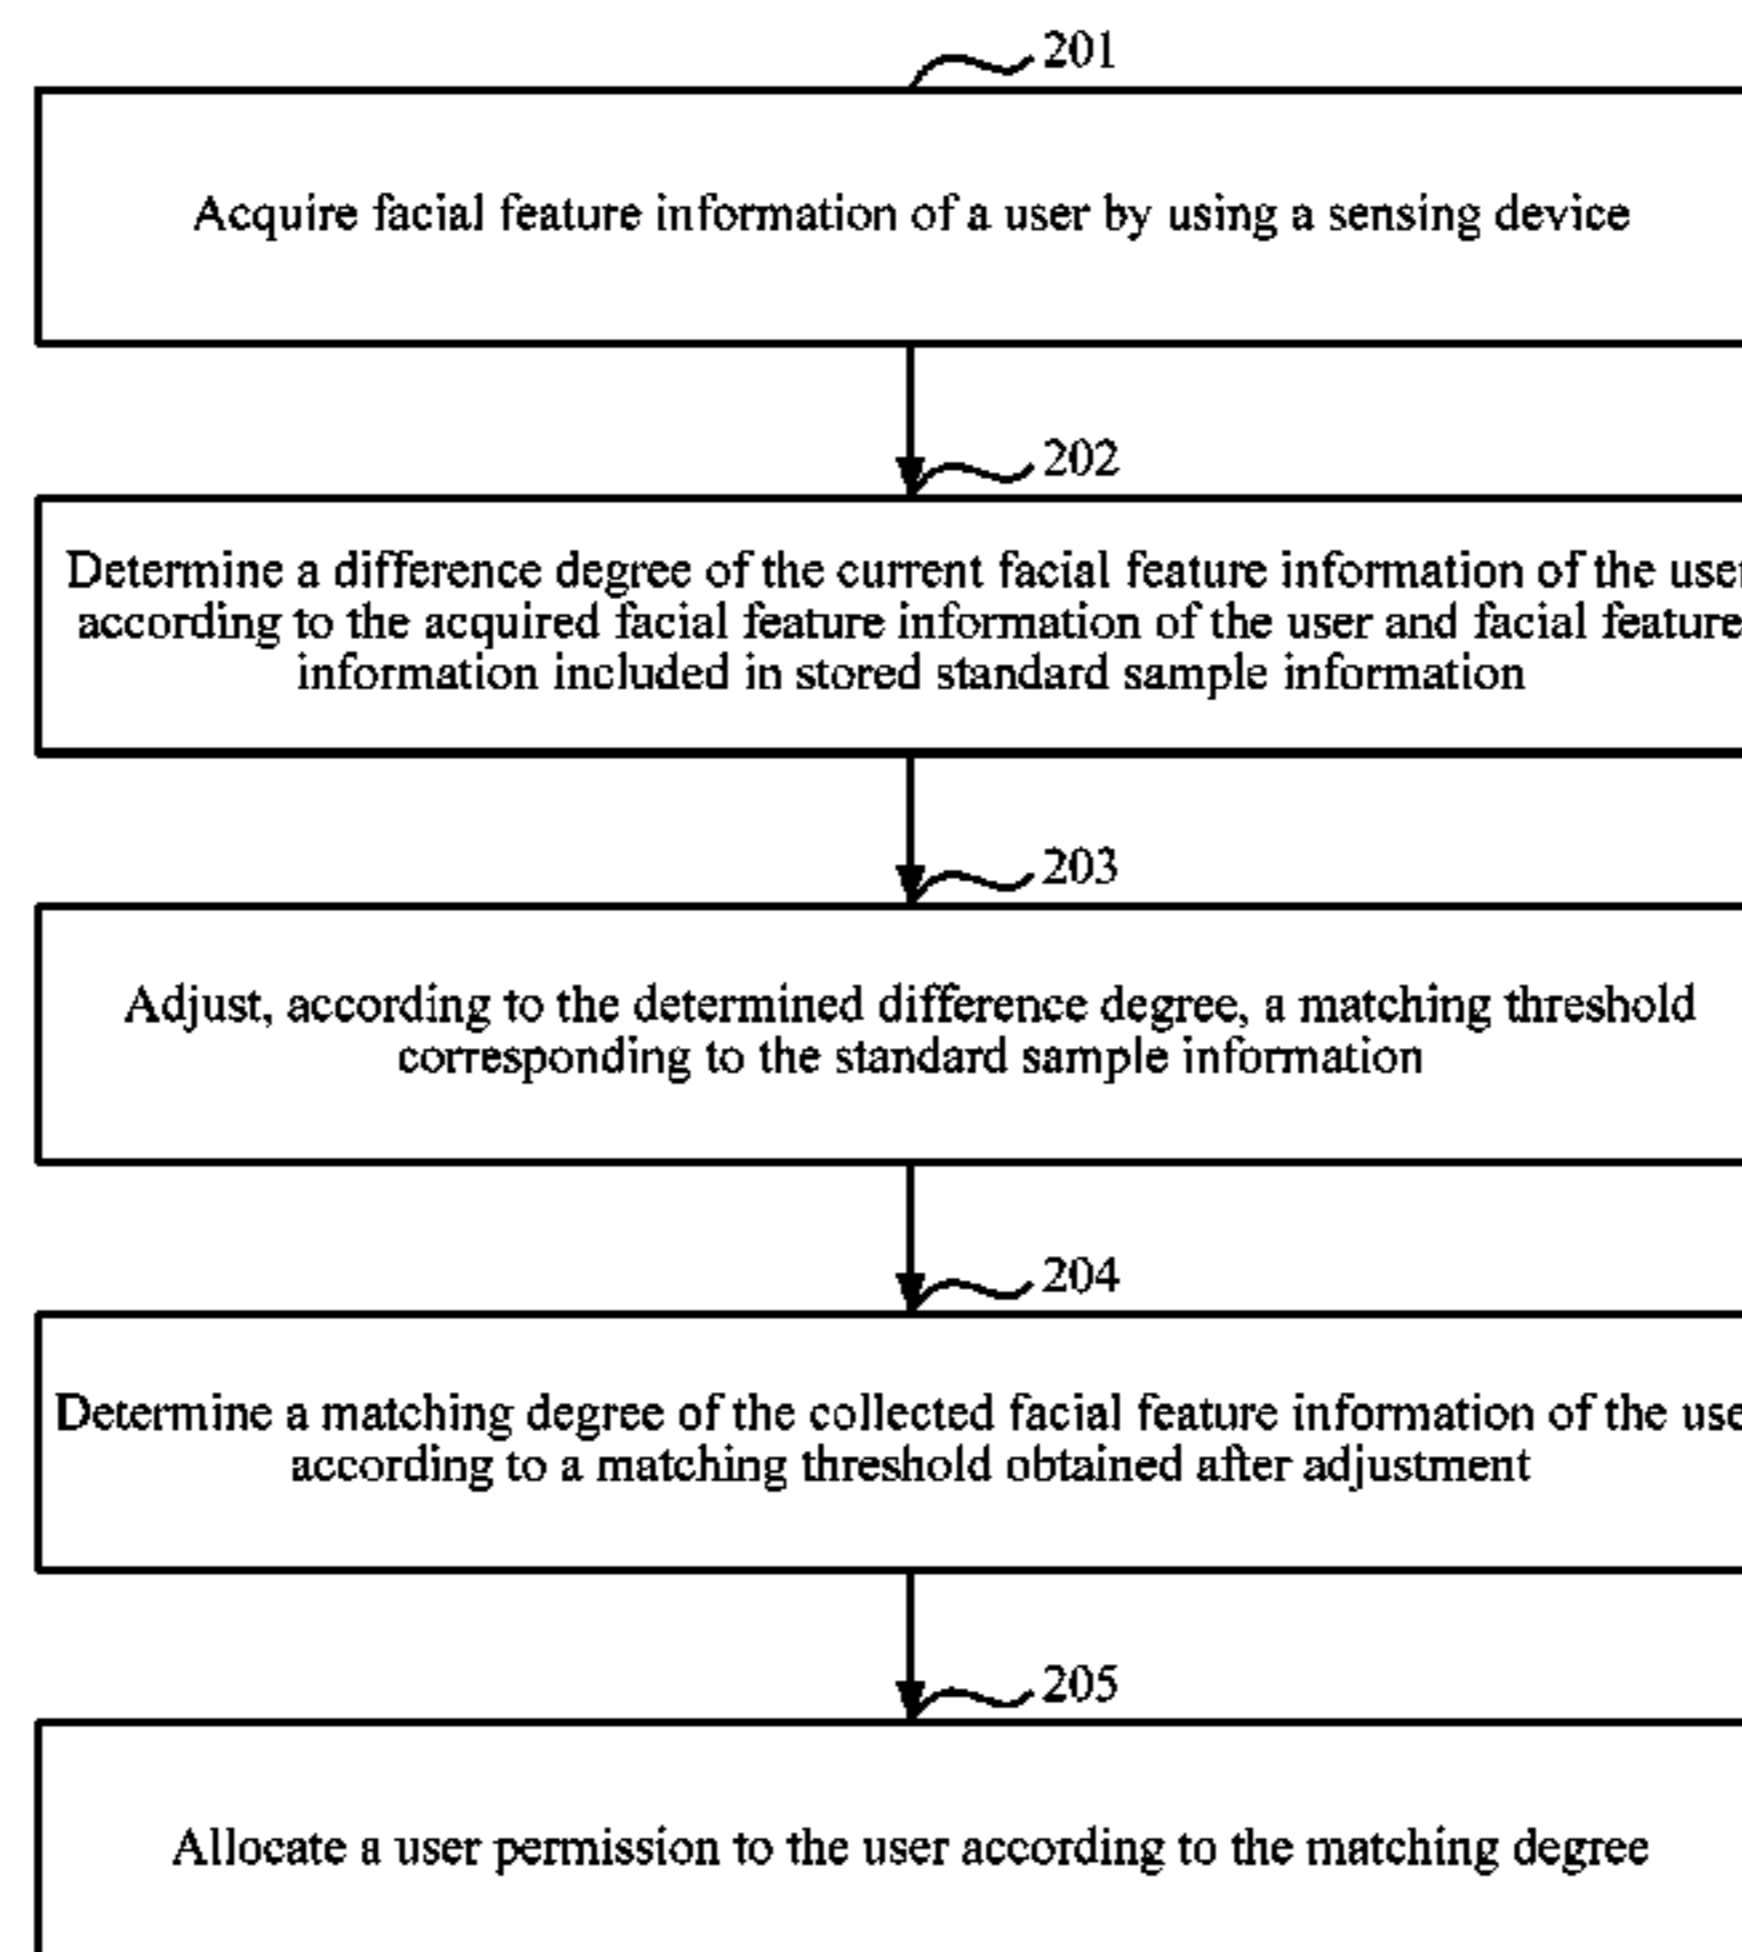 201
Acquire facial feature information of a user by using a sensing device
202
Determine a difference degree of the current facial feature information of the user
according to the acquired facial feature information of the user and facial feature
information included in stored standard sample information
203
Adjust, according to the determined difference degree, a matching threshold
corresponding to the standard sample information
204
Determine a matching degree of the collected facial feature information of the use
according to a matching threshold obtained after adjustment
205
Allocate a user permission to the user according to the matching degree